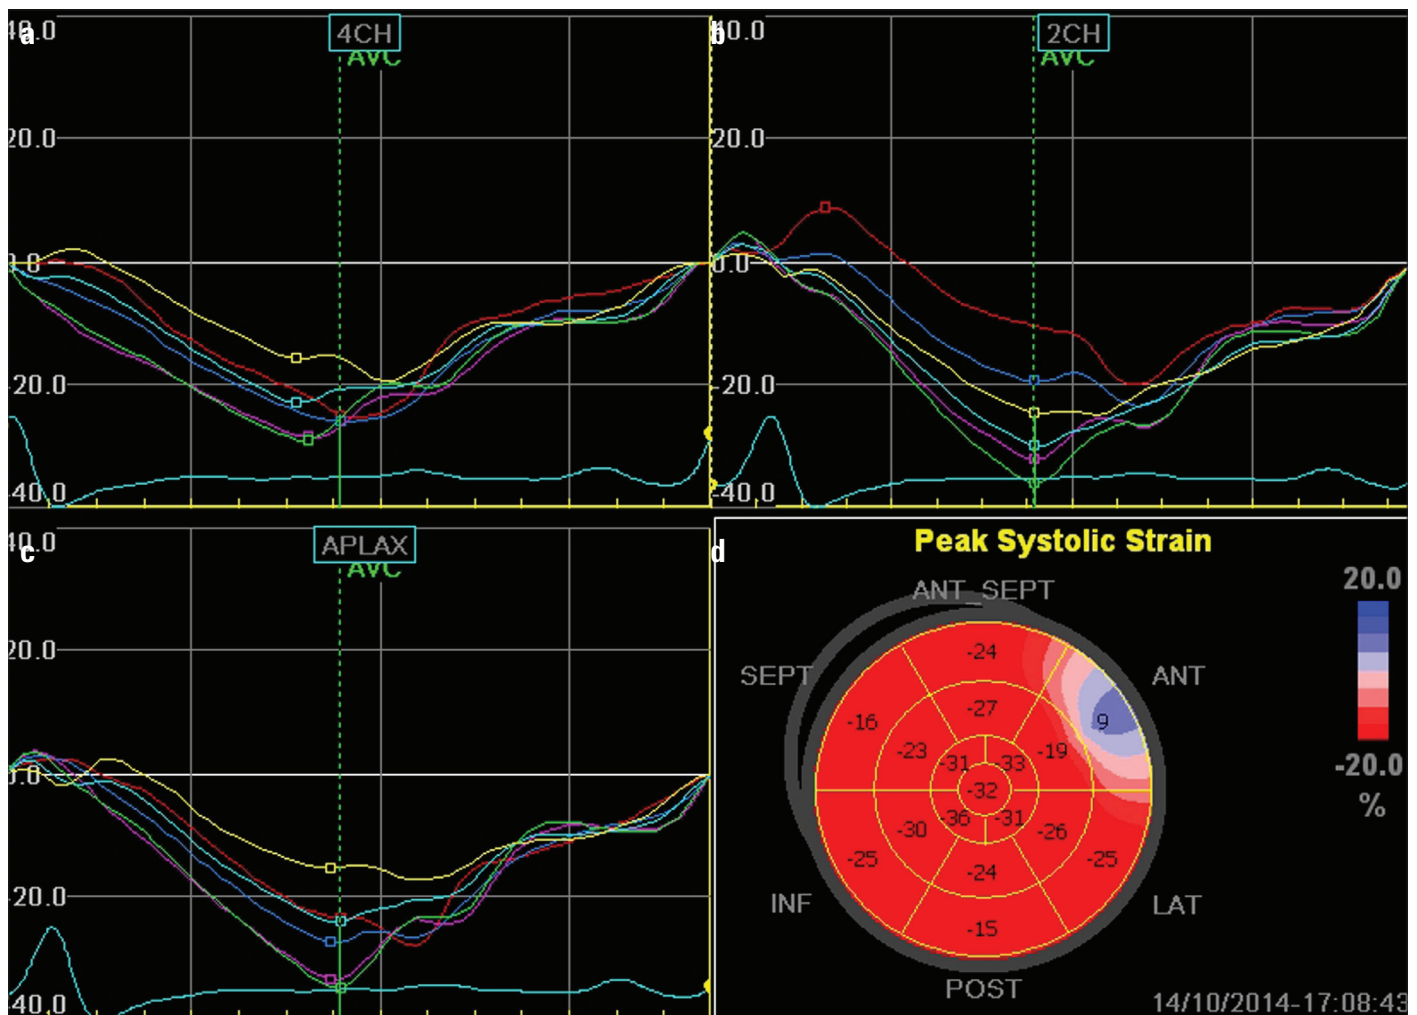 a
40.0
4CH
AVC
20.0
0.0
-20.0
-40.0
b
40.0
2CH
AVC
20.0
0.0
-20.0
-40.0
c
40.0
APLAX
AVC
20.0
0.0
-20.0
-40.0
d
Peak Systolic Strain
ANT_SEPT
20.0
SEPT
ANT
-24
-27
-16
9
-23
-19
-31
-33
-32
-36
-31
-30
-26
-25
-25
-24
-15
-20.0
%
INF
LAT
POST
14/10/2014-17:08:43